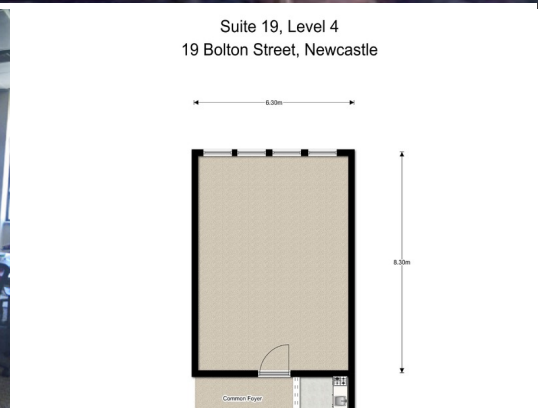 Suite 19, Level 4
19 Bolton Street, Newcastle
6.30m
8.30m
Common Foyer